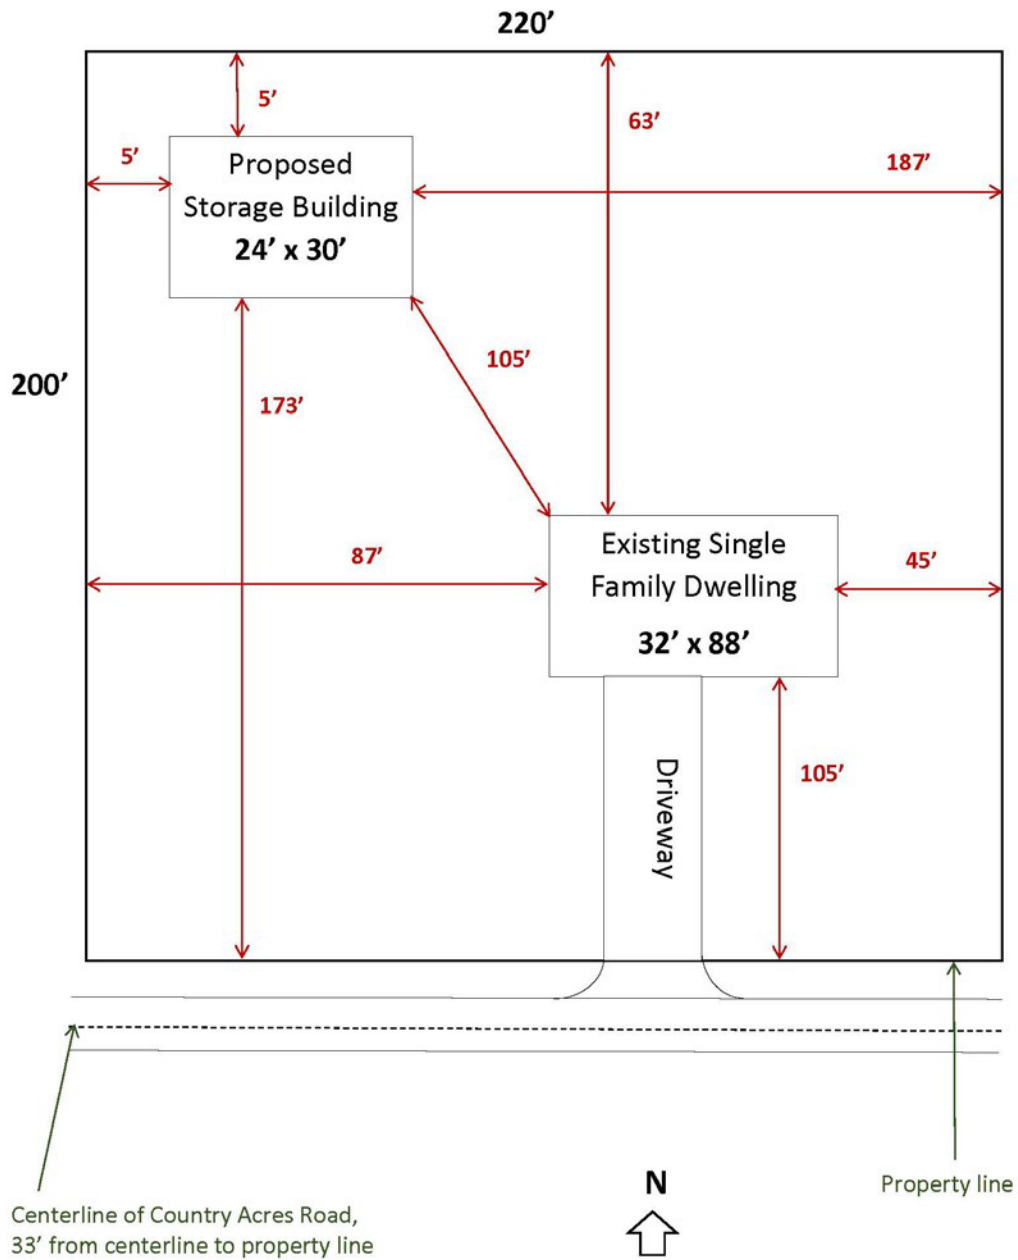 220’
5’
63’
5’
187’
Proposed
Storage Building
24’ x 30’
105’
200’
173’
87’
Existing Single
Family Dwelling
32’ x 88’
45’
105’
Driveway
N
Property line
Centerline of Country Acres Road,
33’ from centerline to property line